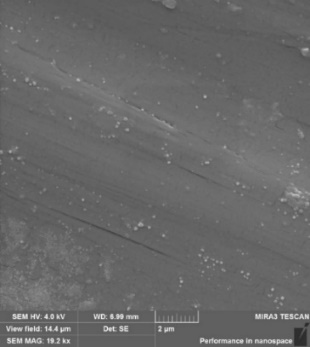 SEM HV: 4.0 kV WD: 6.99 mm MIRA3 TESCAN
View field: 14.4 µm Det: SE 2 µm
SEM MAG: 19.2 kx Performance in nanospace